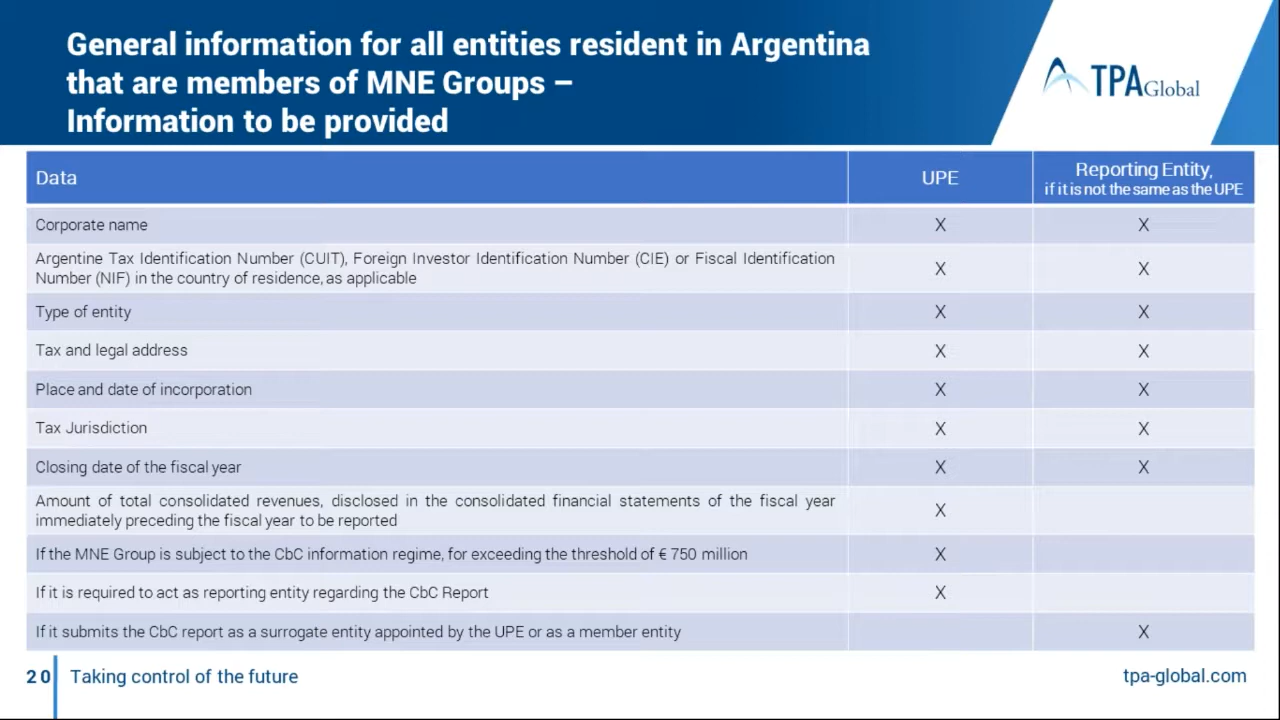 General information for all entities resident in Argentina
that are members of MNE Groups –
Information to be provided
TPA Global
Data UPE Reporting Entity,
if it is not the same as the UPE
Corporate name X X
Argentine Tax Identification Number (CUIT), Foreign Investor Identification Number (CIE) or Fiscal Identification
Number (NIF) in the country of residence, as applicable X X
Type of entity X X
Tax and legal address X X
Place and date of incorporation X X
Tax Jurisdiction X X
Closing date of the fiscal year X X
Amount of total consolidated revenues, disclosed in the consolidated financial statements of the fiscal year
immediately preceding the fiscal year to be reported X
If the MNE Group is subject to the CbC information regime, for exceeding the threshold of € 750 million X
If it is required to act as reporting entity regarding the CbC Report X
If it submits the CbC report as a surrogate entity appointed by the UPE or as a member entity X
20 Taking control of the future tpa-global.com